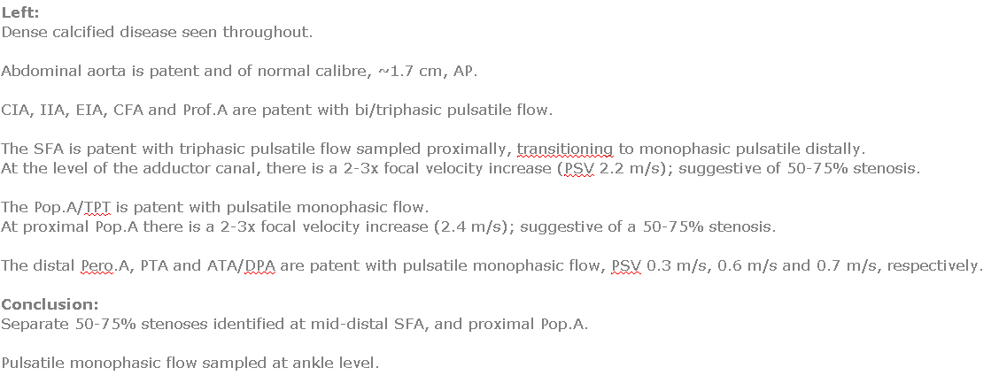 Left:
Dense calcified disease seen throughout.
Abdominal aorta is patent and of normal calibre, ~1.7 cm, AP.
CIA, IIA, EIA, CFA and Prof.A are patent with bi/triphasic pulsatile flow.
The SFA is patent with triphasic pulsatile flow sampled proximally, transitioning to monophasic pulsatile distally.
At the level of the adductor canal, there is a 2-3x focal velocity increase (PSV 2.2 m/s); suggestive of 50-75% stenosis.
The Pop.A/TPT is patent with pulsatile monophasic flow.
At proximal Pop.A there is a 2-3x focal velocity increase (2.4 m/s); suggestive of a 50-75% stenosis.
The distal Pero.A, PTA and ATA/DPA are patent with pulsatile monophasic flow, PSV 0.3 m/s, 0.6 m/s and 0.7 m/s, respectively.
Conclusion:
Separate 50-75% stenoses identified at mid-distal SFA, and proximal Pop.A.
Pulsatile monophasic flow sampled at ankle level.